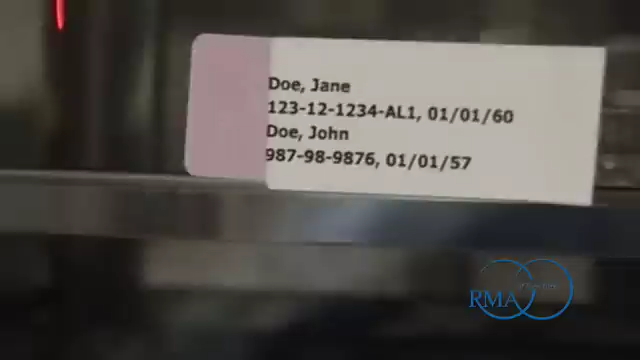 Doe, Jane
123-12-1234-AL1, 01/01/60
Doe, John
987-98-9876, 01/01/57
RMA